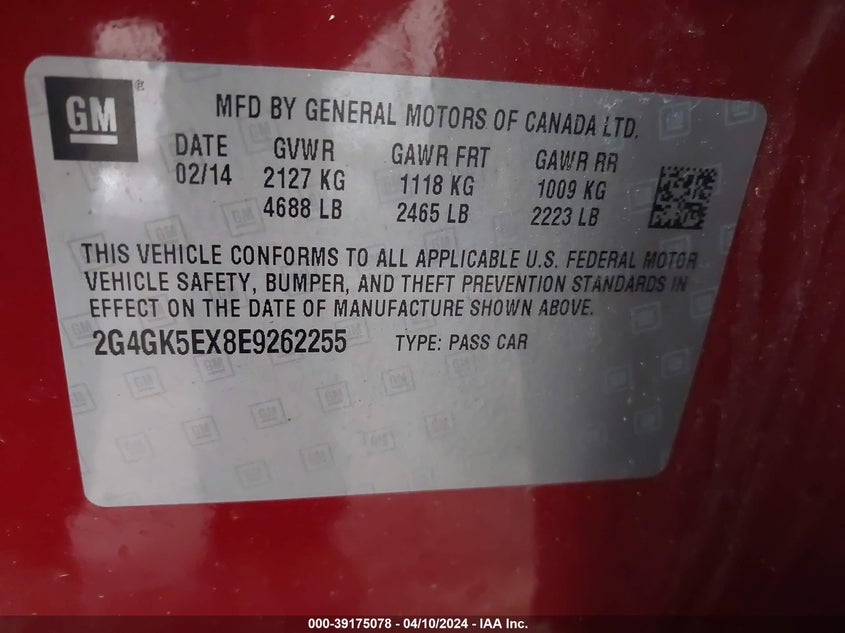 GM ®
MFD BY GENERAL MOTORS OF CANADA LTD.
DATE GVWR GAWR FRT GAWR RR
02/14 2127 KG 1118 KG 1009 KG
4688 LB 2465 LB 2223 LB
THIS VEHICLE CONFORMS TO ALL APPLICABLE U.S. FEDERAL MOTOR
VEHICLE SAFETY, BUMPER, AND THEFT PREVENTION STANDARDS IN
EFFECT ON THE DATE OF MANUFACTURE SHOWN ABOVE.
2G4GK5EX8E9262255 TYPE: PASS CAR
000-39175078 - 04/10/2024 - IAA Inc.